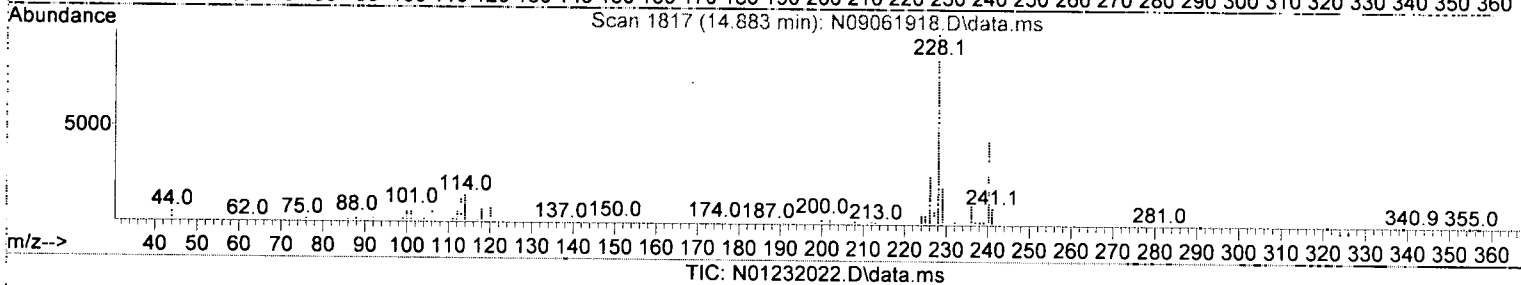 Abundance
Scan 1817 (14.883 min): N09061918.D\data.ms
228.1
5000
44.0 62.0 75.0 88.0 101.0 114.0 137.0 150.0 174.0 187.0 200.0 213.0 241.1 281.0 340.9 355.0
m/z--> 40 50 60 70 80 90 100 110 120 130 140 150 160 170 180 190 200 210 220 230 240 250 260 270 280 290 300 310 320 330 340 350 360
TIC: N01232022.D\data.ms